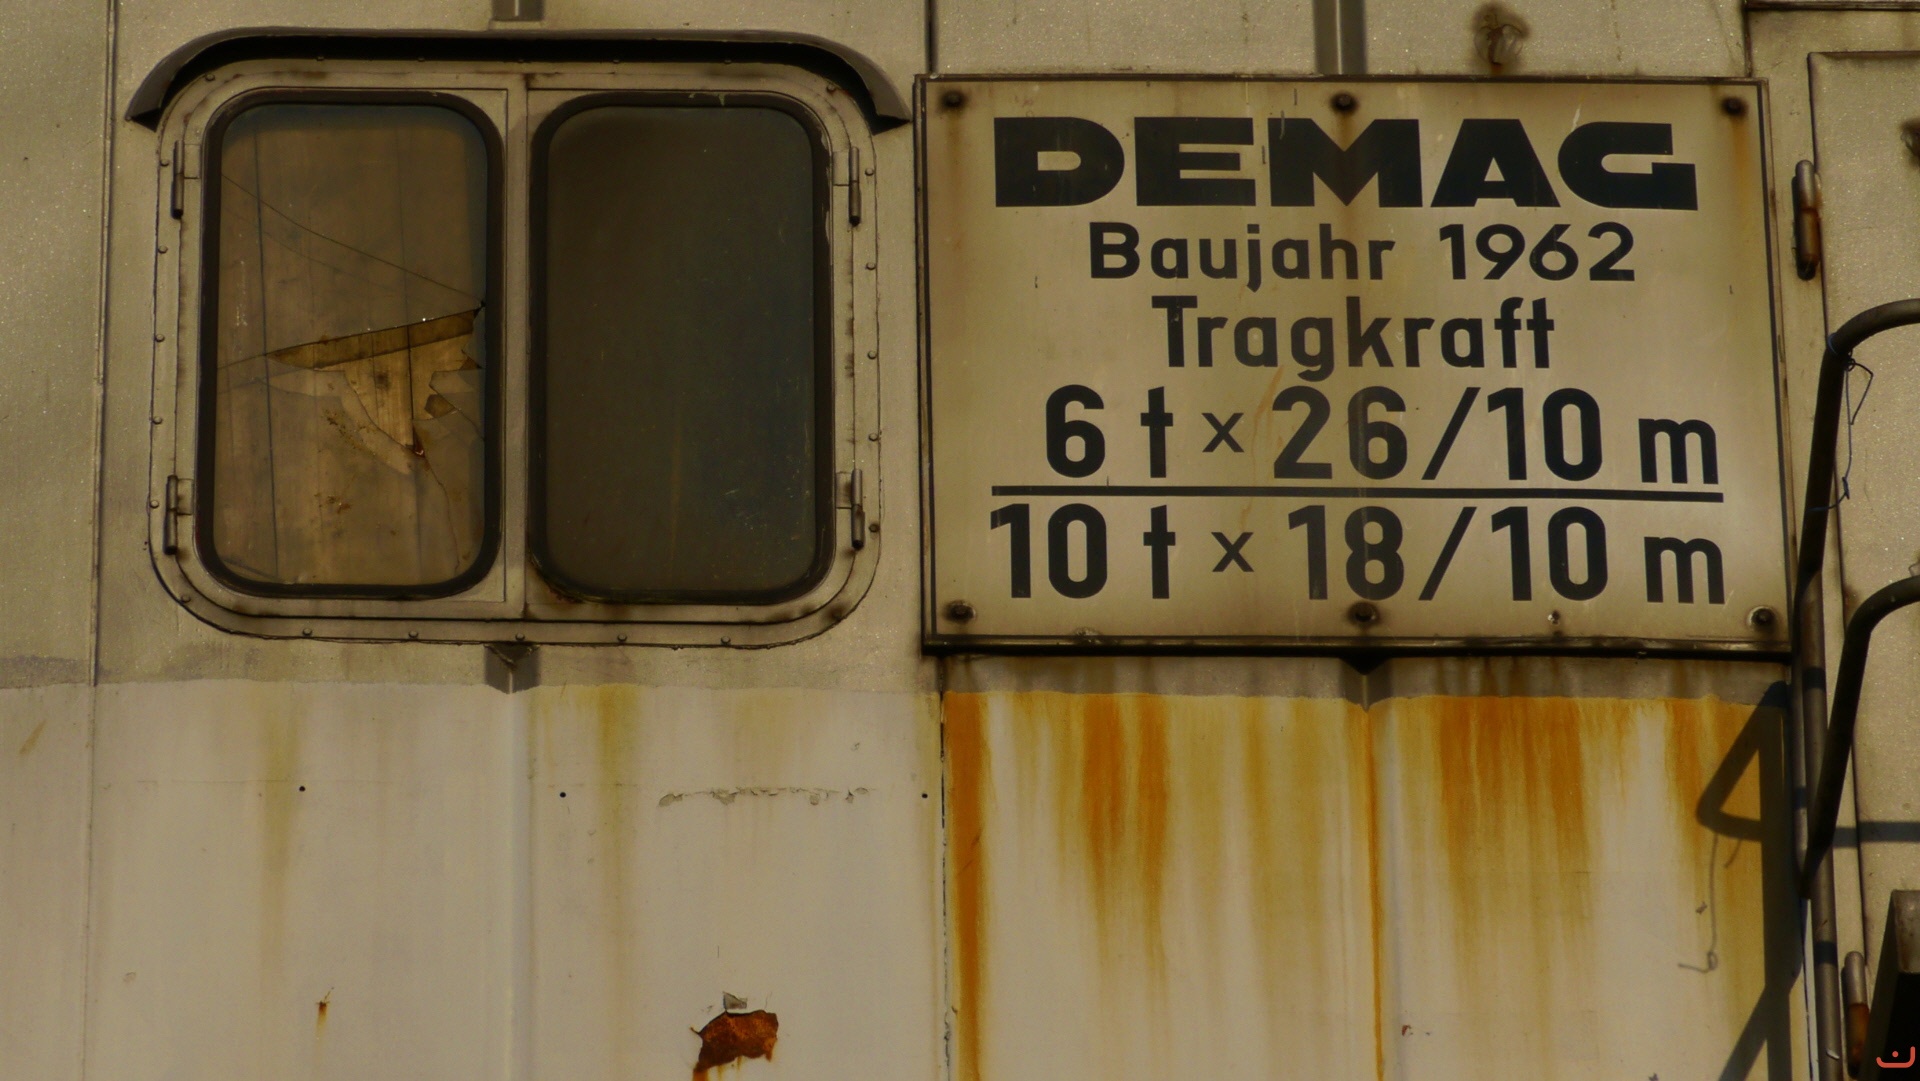 DEMAG
Baujahr 1962
Tragkraft
6 t x 26/10 m
10 t x 18/10 m